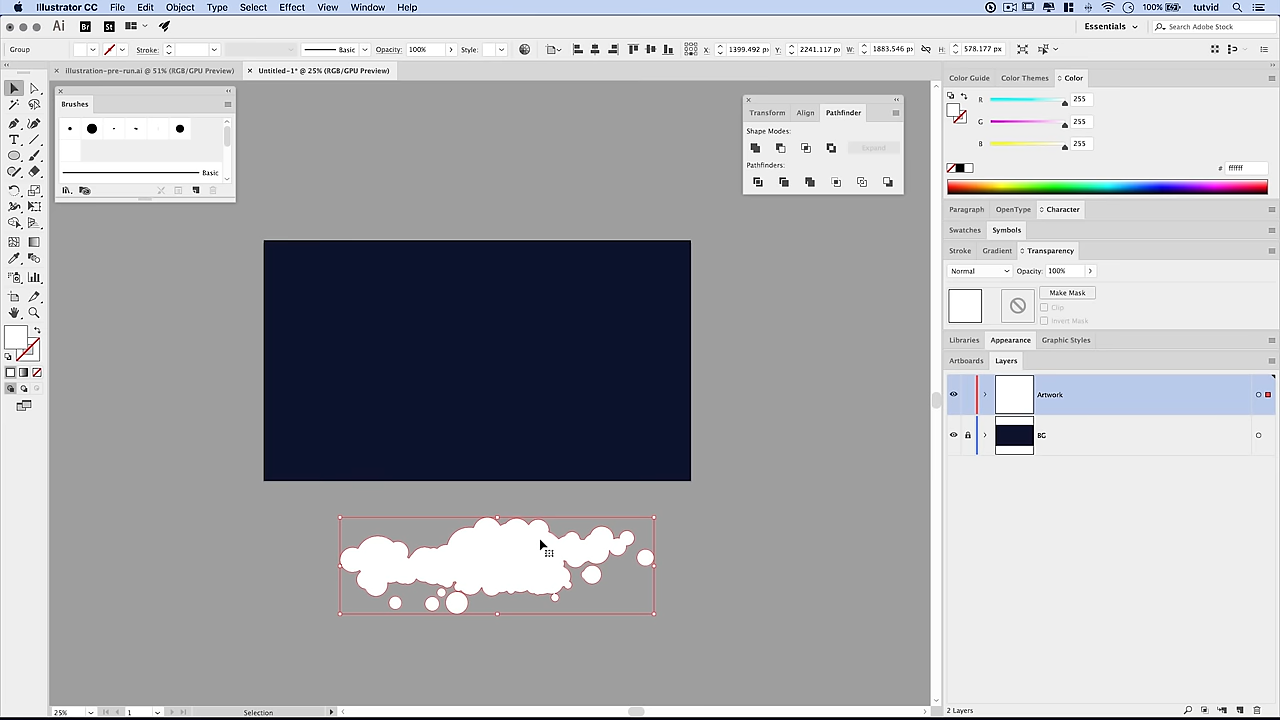 Illustrator CC File Edit Object Type Select Effect View Window Help 100% tutvid
Ai Br St Essentials Search Adobe Stock
Group Stroke: Basic Opacity: 100% Style: X: 1399.492 px Y: 2241.117 px W: 1883.546 px H: 578.177 px
× illustration-pre-run.ai @ 51% (RGB/GPU Preview) × Untitled-1* @ 25% (RGB/GPU Preview)
Brushes
Basic
Transform Align Pathfinder
Shape Modes:
Expand
Pathfinders:
Color Guide Color Themes Color
R 255
G 255
B 255
# ffffff
Paragraph OpenType Character
Swatches Symbols
Stroke Gradient Transparency
Normal Opacity: 100%
Make Mask
Clip
Invert Mask
Libraries Appearance Graphic Styles
Artboards Layers
Artwork
BG
25% 1 Selection
2 Layers